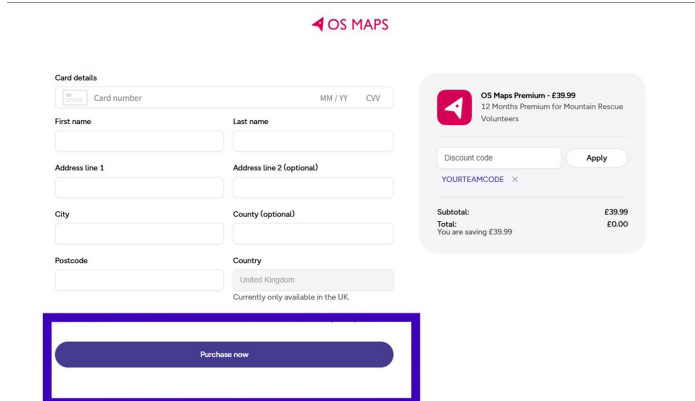 OS MAPS
Card details
Card number MM / YY CVV
First name Last name
Address line 1 Address line 2 (optional)
City County (optional)
Postcode Country
United Kingdom
Currently only available in the UK.
Purchase now
OS Maps Premium - £39.99
12 Months Premium for Mountain Rescue
Volunteers
Discount code Apply
YOURTEAMCODE ×
Subtotal: £39.99
Total: £0.00
You are saving £39.99